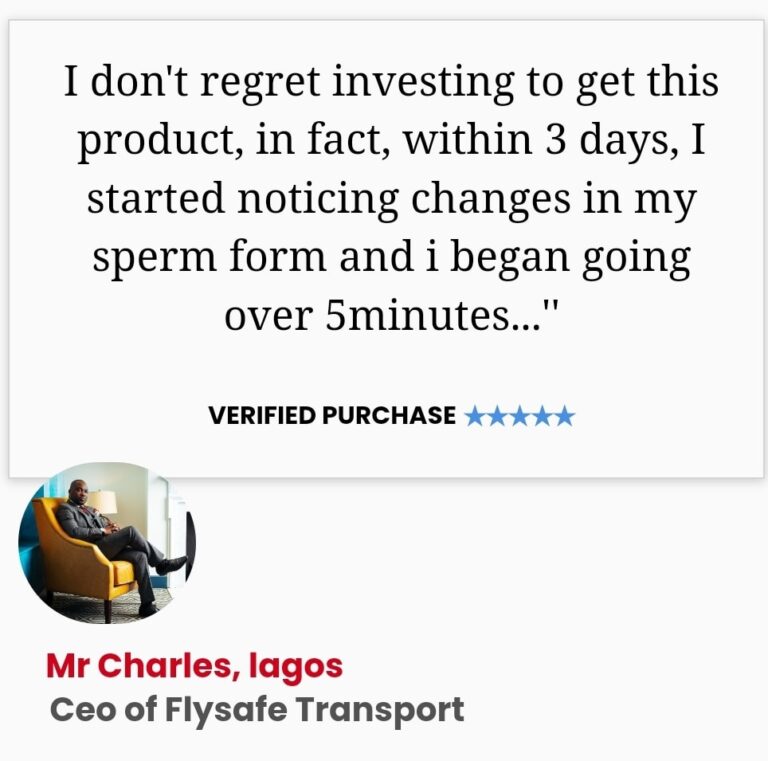 I don't regret investing to get this
product, in fact, within 3 days, I
started noticing changes in my
sperm form and i began going
over 5minutes...''
VERIFIED PURCHASE ★★★★★
Mr Charles, lagos
Ceo of Flysafe Transport